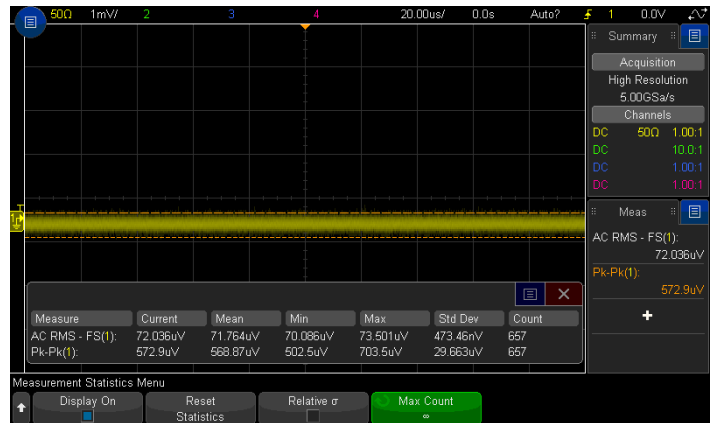 50Ω 1mV/ 2 3 4 20.00us/ 0.0s Auto? 1 0.0V
Summary
Acquisition
High Resolution
5.00GSa/s
Channels
DC 50Ω 1.00:1
DC 10.0:1
DC 1.00:1
DC 1.00:1
Meas
AC RMS - FS(1):
72.036uV
Pk-Pk(1):
572.9uV
Measure Current Mean Min Max Std Dev Count
AC RMS - FS(1): 72.036uV 71.764uV 70.086uV 73.501uV 473.46nV 657
Pk-Pk(1): 572.9uV 568.87uV 502.5uV 703.5uV 29.663uV 657
Measurement Statistics Menu
Display On
Reset
Statistics
Relative σ
Max Count
∞